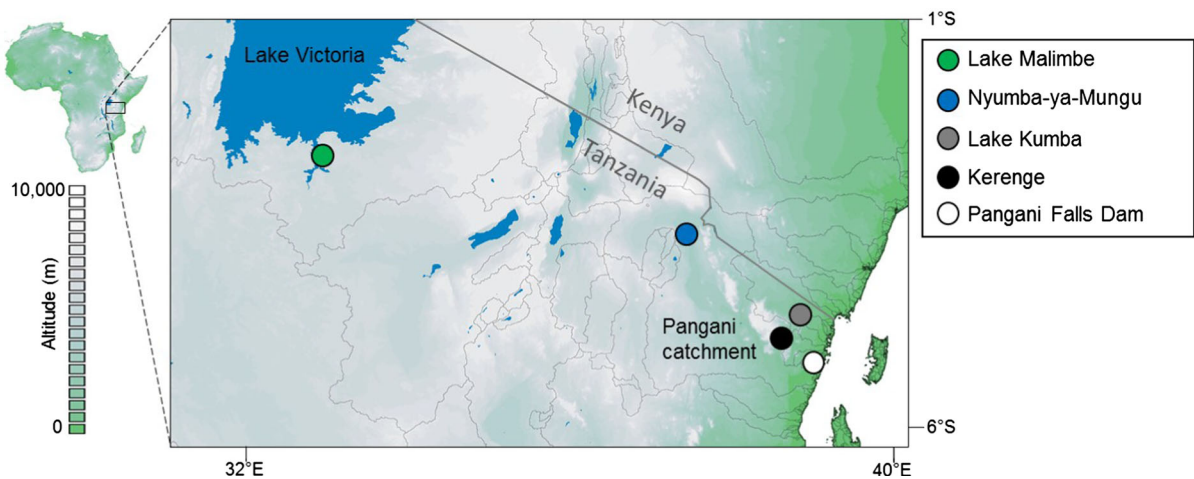 Lake Victoria
Kenya
Tanzania
Pangani
catchment
10,000
Altitude (m)
0
32°E
40°E
1°S
6°S
Lake Malimbe
Nyumba-ya-Mungu
Lake Kumba
Kerenge
Pangani Falls Dam